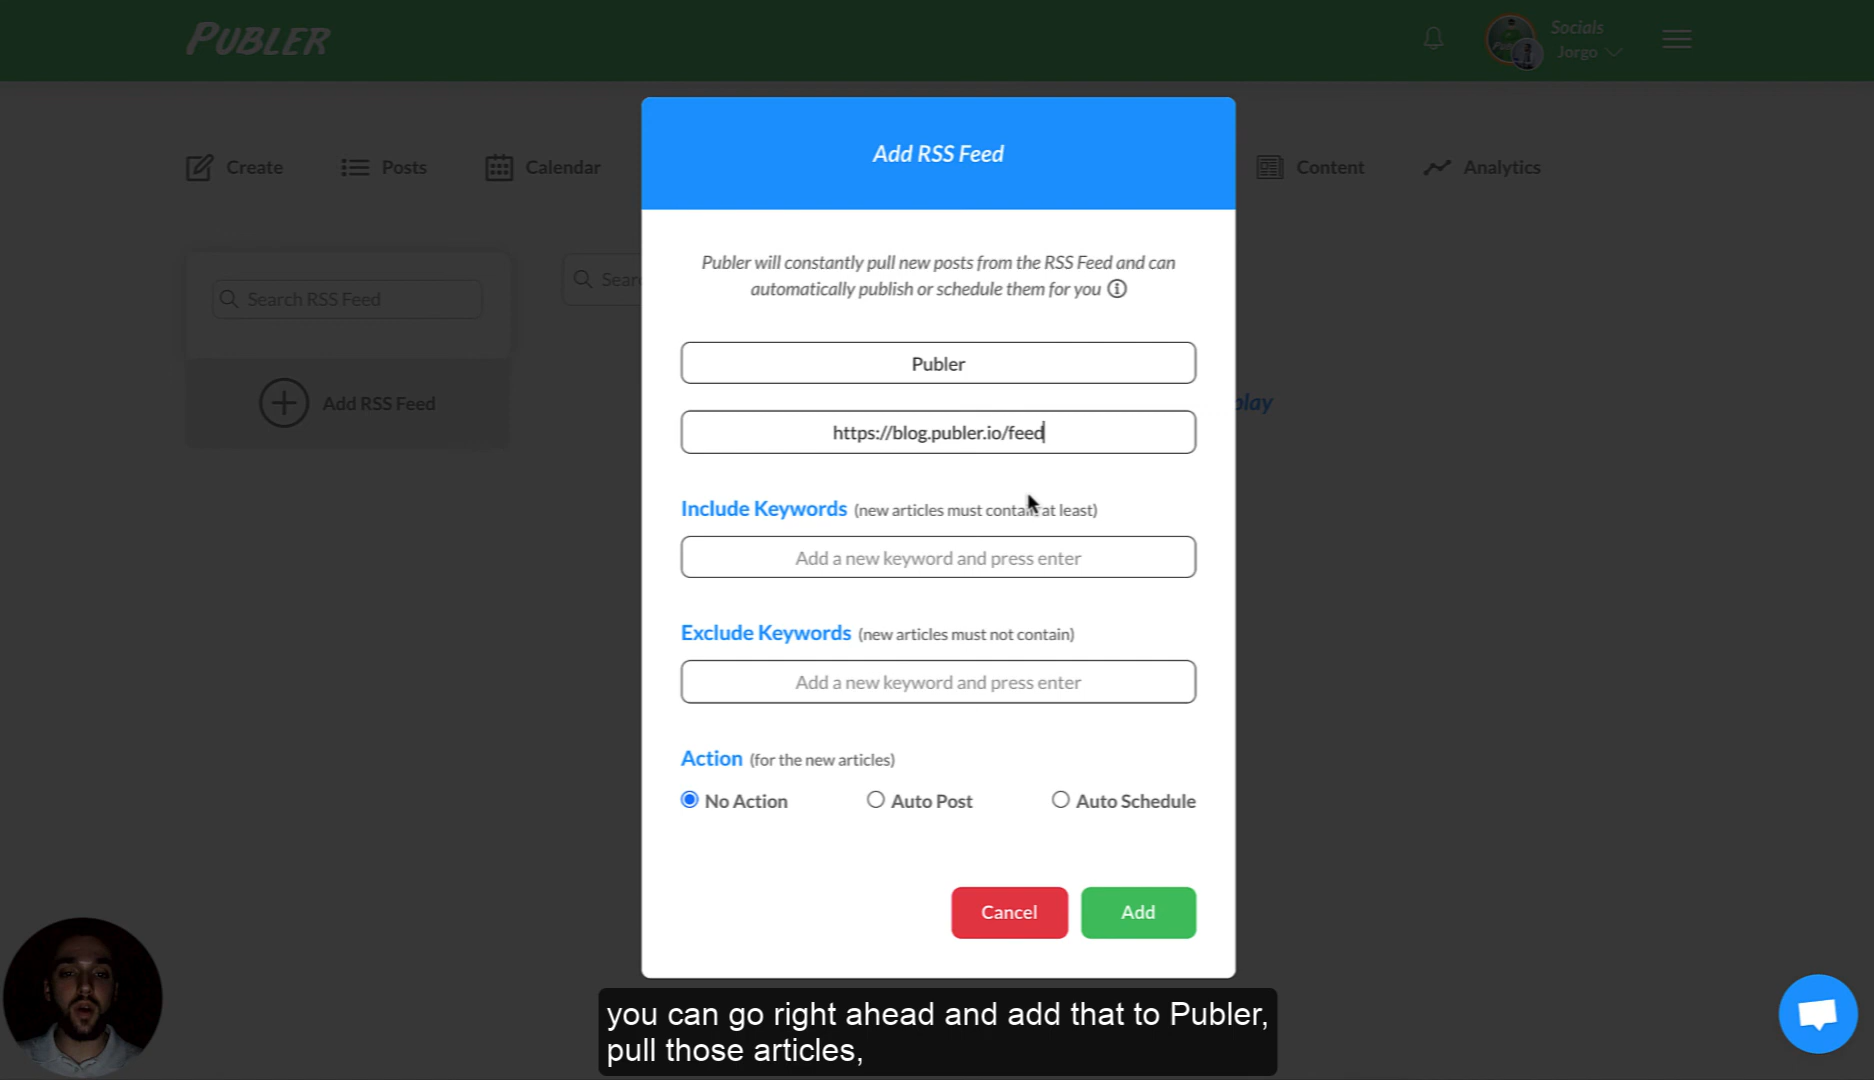 PUBLER
Socials
Jorgo
Create
Posts
Calendar
Content
Analytics
Search RSS Feed
Sear
Add RSS Feed
play
Add RSS Feed
Publer will constantly pull new posts from the RSS Feed and can
automatically publish or schedule them for you
Publer
https://blog.publer.io/feed
Include Keywords (new articles must contain at least)
Add a new keyword and press enter
Exclude Keywords (new articles must not contain)
Add a new keyword and press enter
Action (for the new articles)
No Action
Auto Post
Auto Schedule
Cancel
Add
you can go right ahead and add that to Publer,
pull those articles,